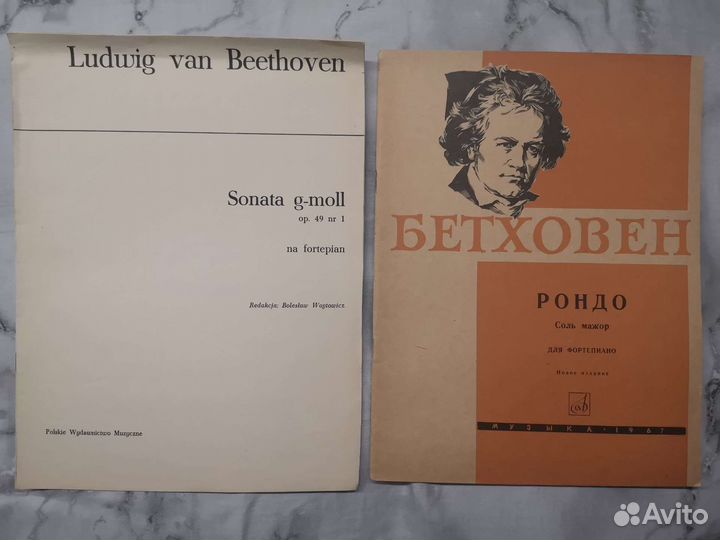 Ludwig van Beethoven
Sonata g-moll
op. 49 nr 1
na fortepian
Redakcja: Bolesław Woytowicz
Polskie Wydawnictwo Muzyczne
БЕТХОВЕН
РОНДО
Соль мажор
ДЛЯ ФОРТЕПИАНО
Новое издание
МУЗЫКА · 1967
Avito